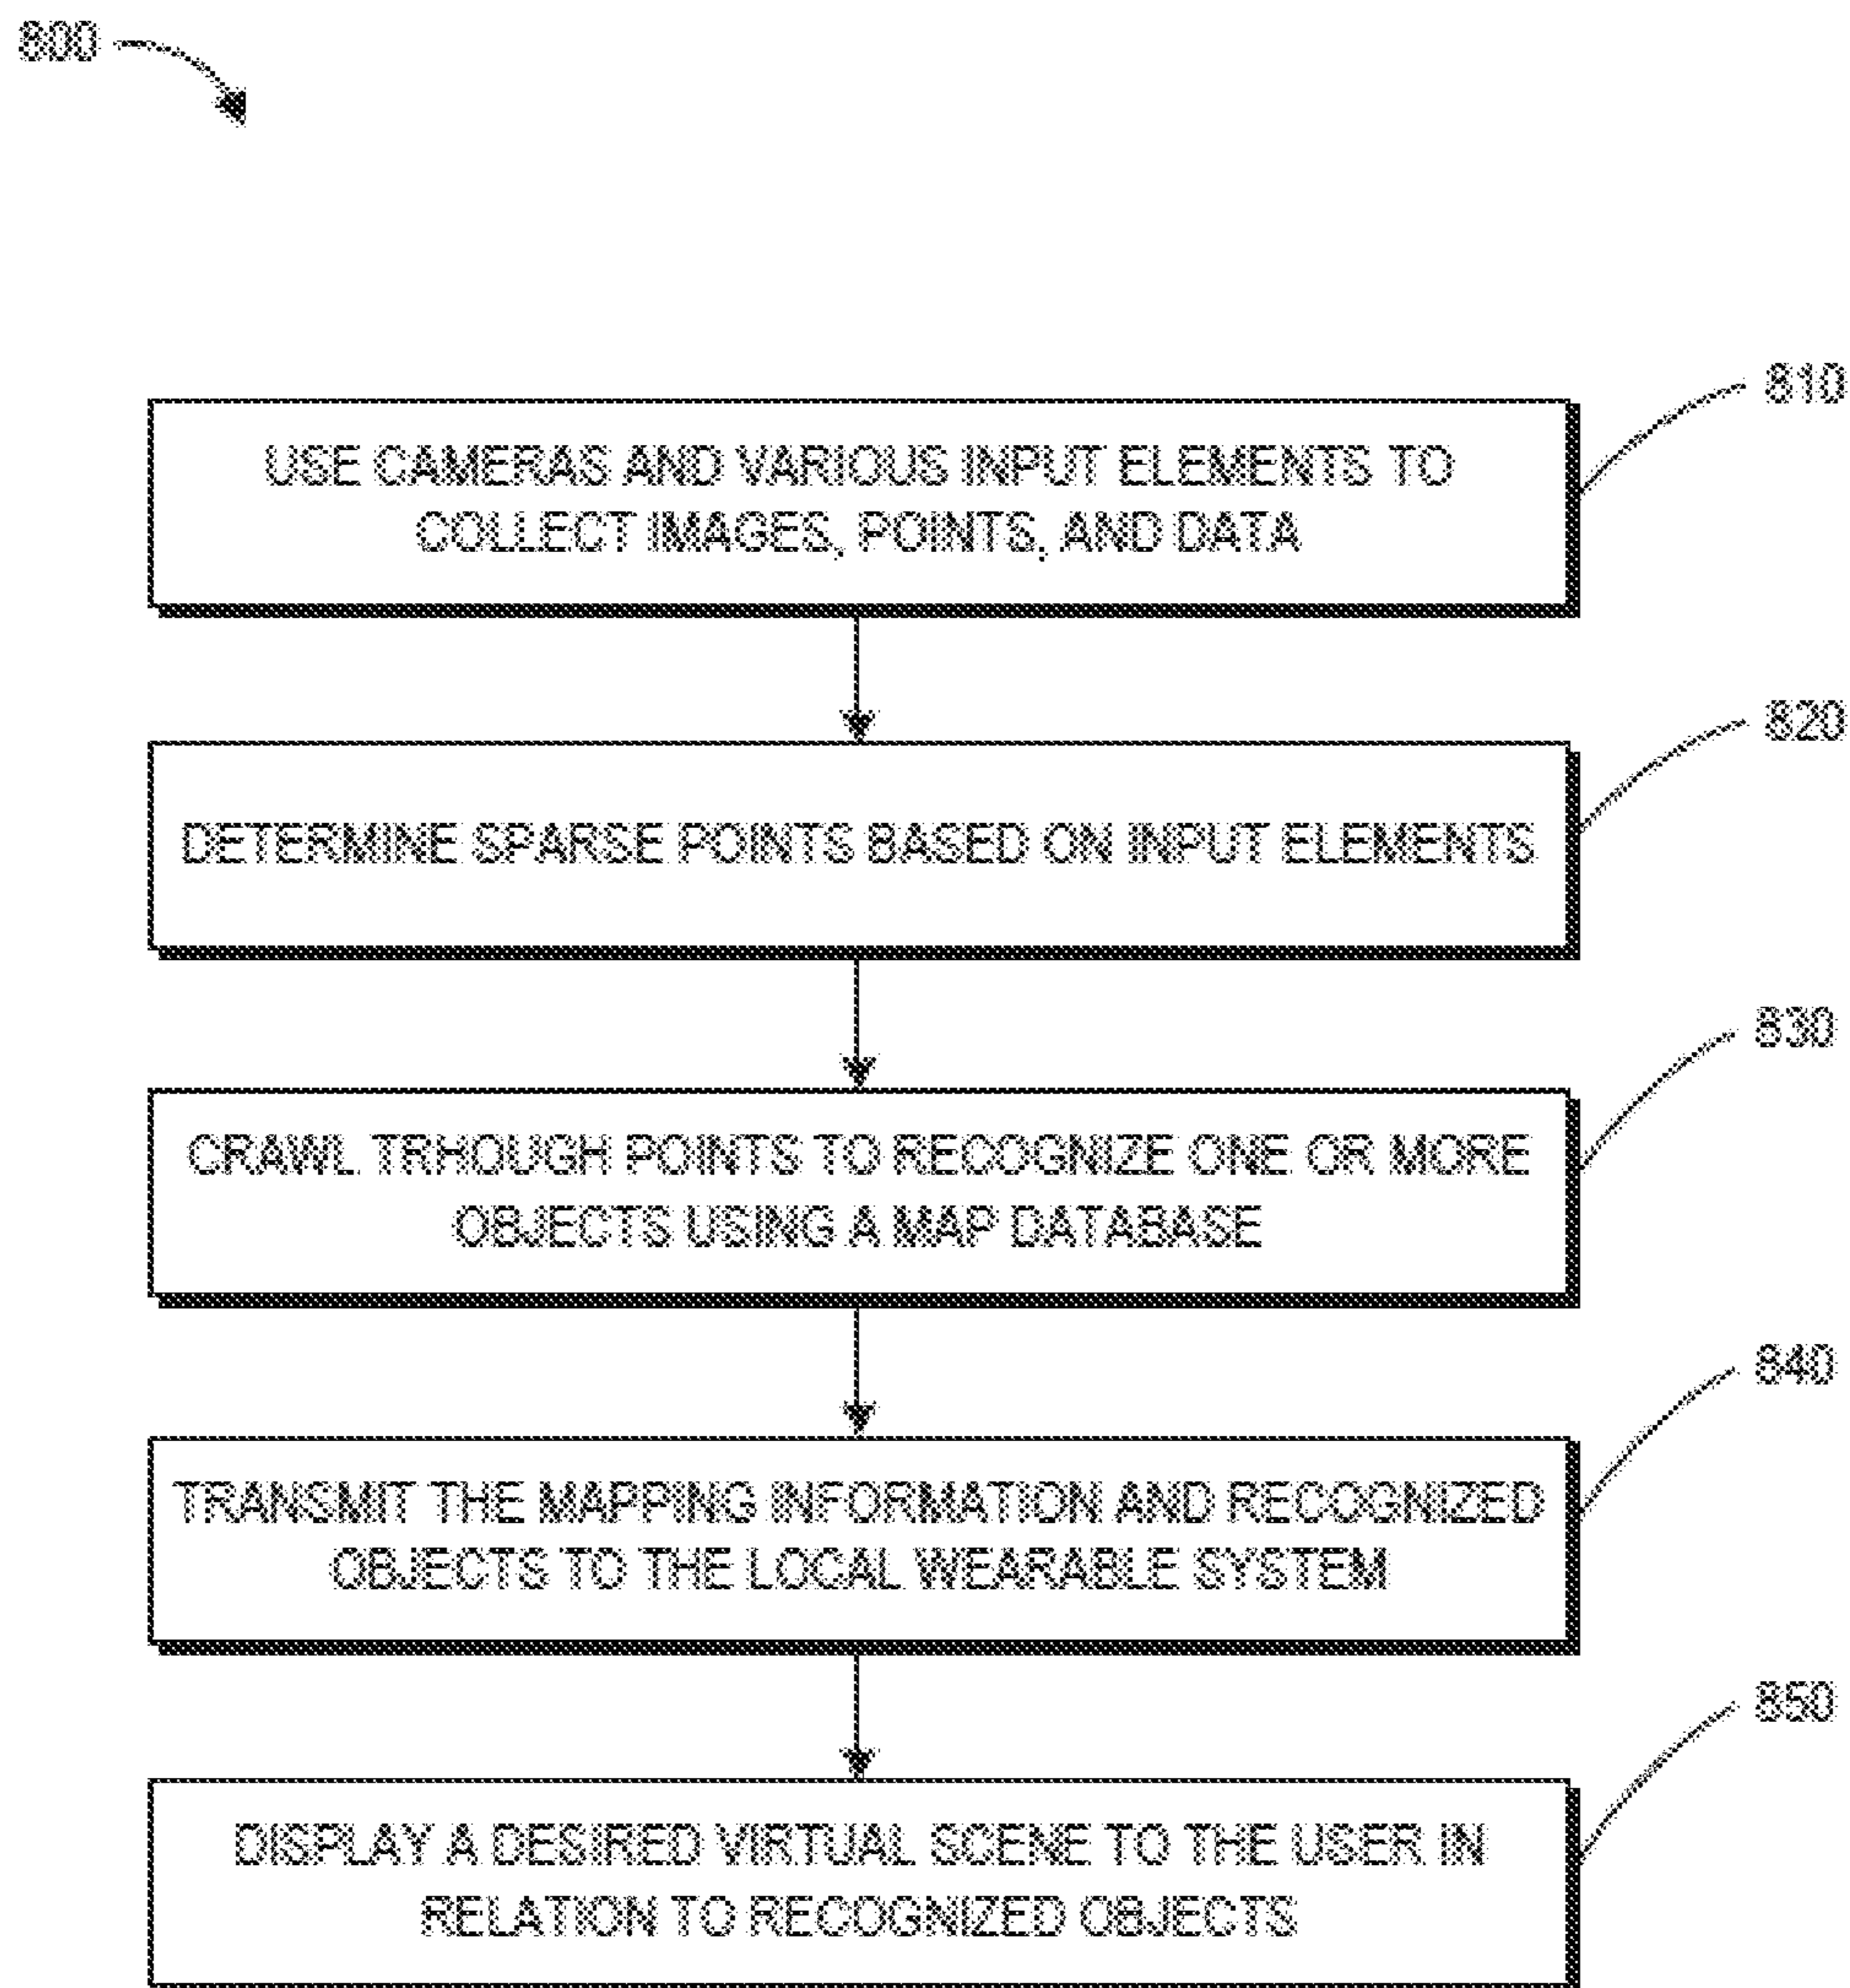 800
810
USE CAMERAS AND VARIOUS INPUT ELEMENTS TO
COLLECT IMAGES, POINTS, AND DATA
820
DETERMINE SPARSE POINTS BASED ON INPUT ELEMENTS
830
CRAWL TRHOUGH POINTS TO RECOGNIZE ONE OR MORE
OBJECTS USING A MAP DATABASE
840
TRANSMIT THE MAPPING INFORMATION AND RECOGNIZED
OBJECTS TO THE LOCAL WEARABLE SYSTEM
850
DISPLAY A DESIRED VIRTUAL SCENE TO THE USER IN
RELATION TO RECOGNIZED OBJECTS